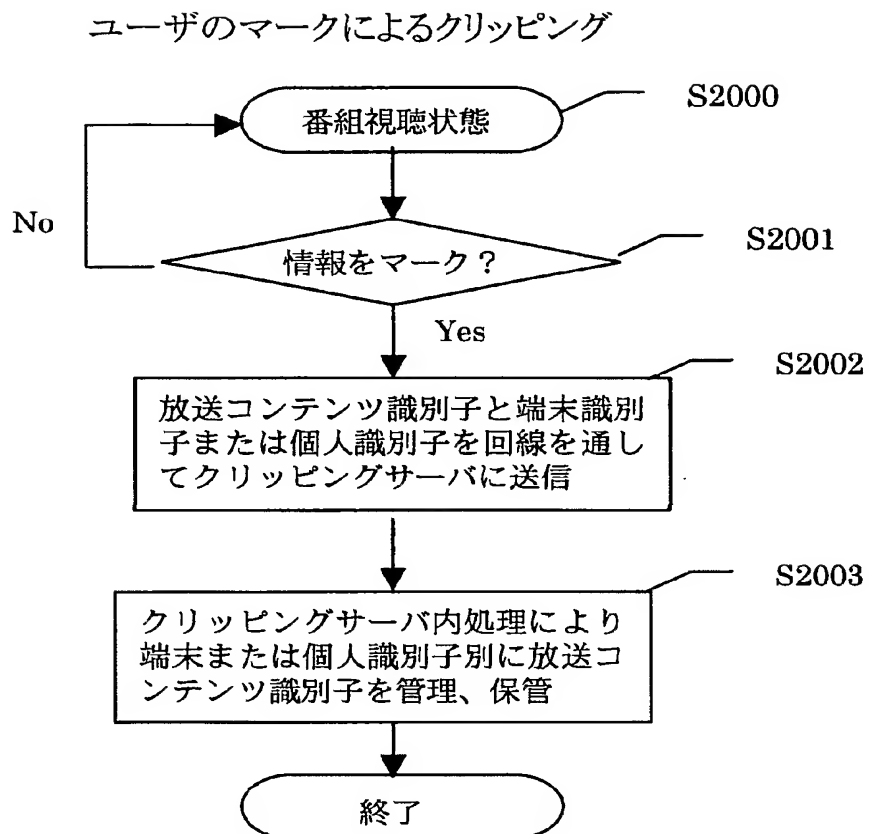 ユーザのマークによるクリッピング
番組視聴状態
S2000
No
情報をマーク？
S2001
Yes
S2002
放送コンテンツ識別子と端末識別
子または個人識別子を回線を通し
てクリッピングサーバに送信
S2003
クリッピングサーバ内処理により
端末または個人識別子別に放送コ
ンテンツ識別子を管理、保管
終了